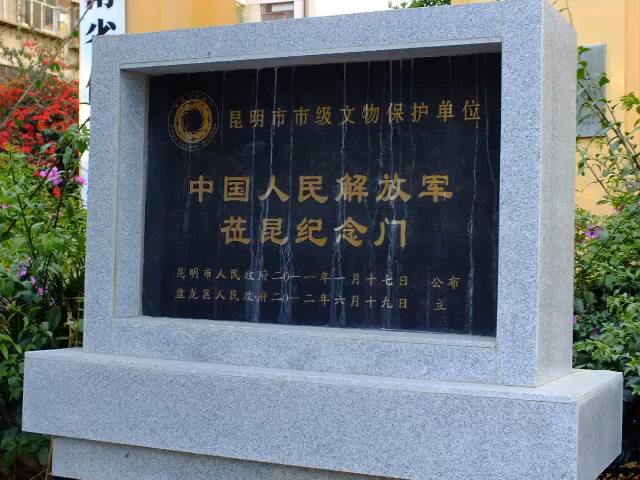 昆明市市级文物保护单位
中国人民解放军
莅昆纪念门
昆明市人民政府二〇一一年一月十七日 公布
盘龙区人民政府二〇一二年六月十九日 立
省